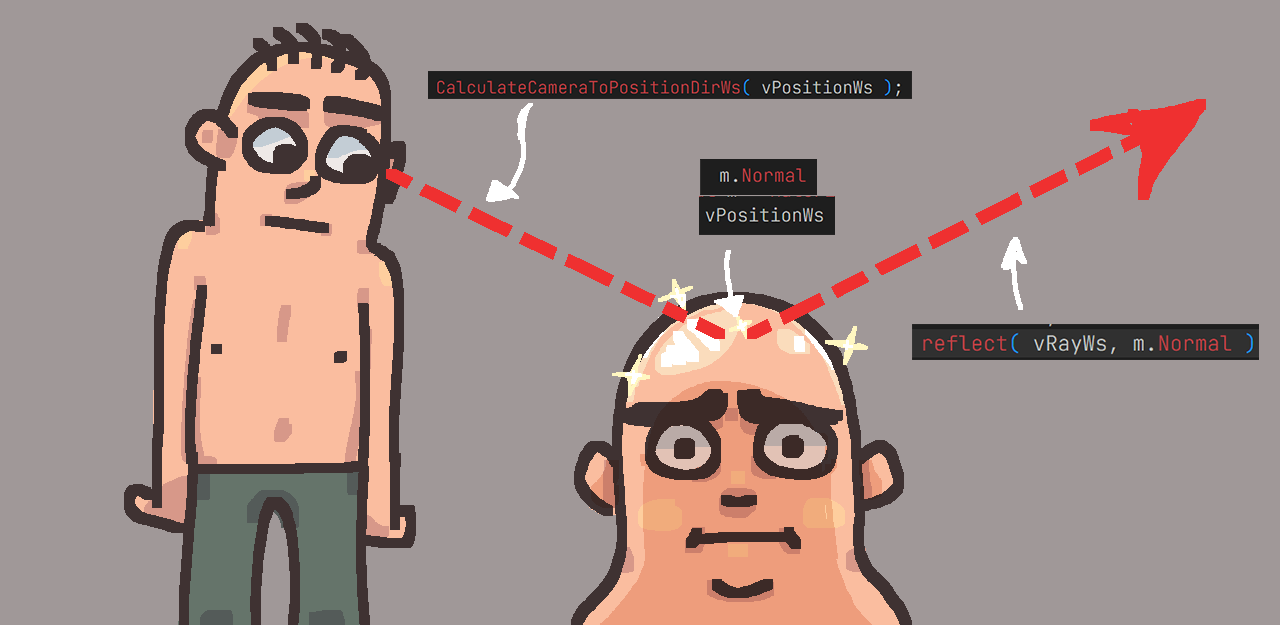 CalculateCameraToPositionDirWs( vPositionWs );
m.Normal
vPositionWs
reflect( vRayWs, m.Normal )